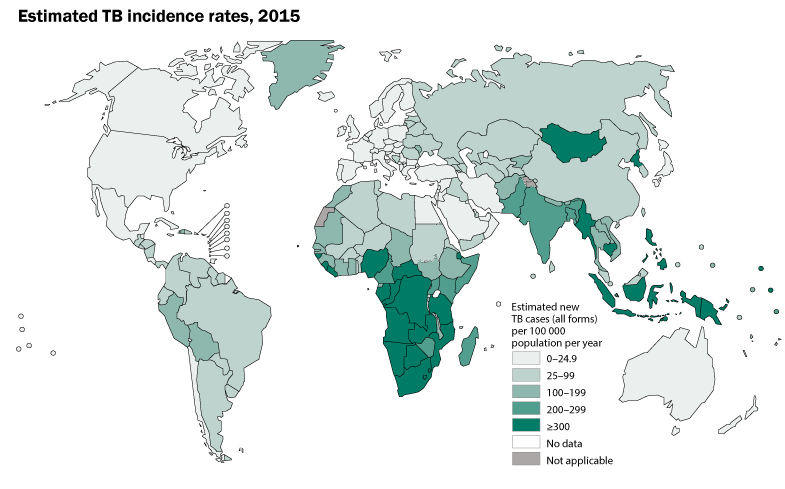 Estimated TB incidence rates, 2015
Estimated new
TB cases (all forms)
per 100 000
population per year
0–24.9
25–99
100–199
200–299
≥300
No data
Not applicable